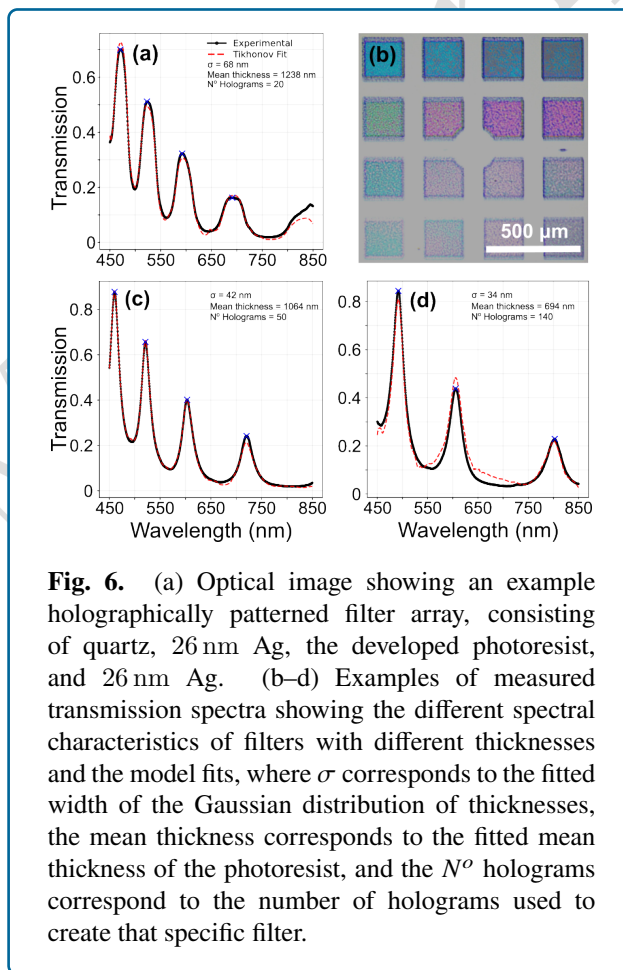 (a)
Experimental
Tikhonov Fit
σ = 68 nm
Mean thickness = 1238 nm
N° Holograms = 20
Transmission
0.6
0.4
0.2
0
450 550 650 750 850
(b)
500 µm
(c)
σ = 42 nm
Mean thickness = 1064 nm
N° Holograms = 50
Transmission
0.8
0.6
0.4
0.2
0
450 550 650 750 850
Wavelength (nm)
(d)
σ = 34 nm
Mean thickness = 694 nm
N° Holograms = 140
0.8
0.6
0.4
0.2
0
450 550 650 750 850
Wavelength (nm)
Fig. 6. (a) Optical image showing an example
holographically patterned filter array, consisting
of quartz, 26 nm Ag, the developed photoresist,
and 26 nm Ag. (b–d) Examples of measured
transmission spectra showing the different spectral
characteristics of filters with different thicknesses
and the model fits, where σ corresponds to the fitted
width of the Gaussian distribution of thicknesses,
the mean thickness corresponds to the fitted mean
thickness of the photoresist, and the N° holograms
correspond to the number of holograms used to
create that specific filter.